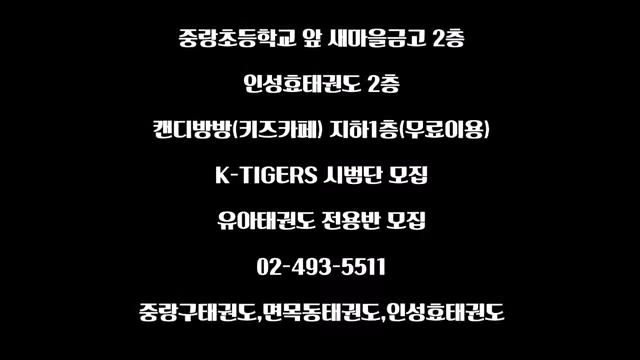 중랑초등학교 앞 새마을금고 2층
인성효태권도 2층
캔디방방(키즈카페) 지하1층(무료이용)
K-TIGERS 시범단 모집
유아태권도 전용반 모집
02-493-5511
중랑구태권도,면목동태권도,인성효태권도